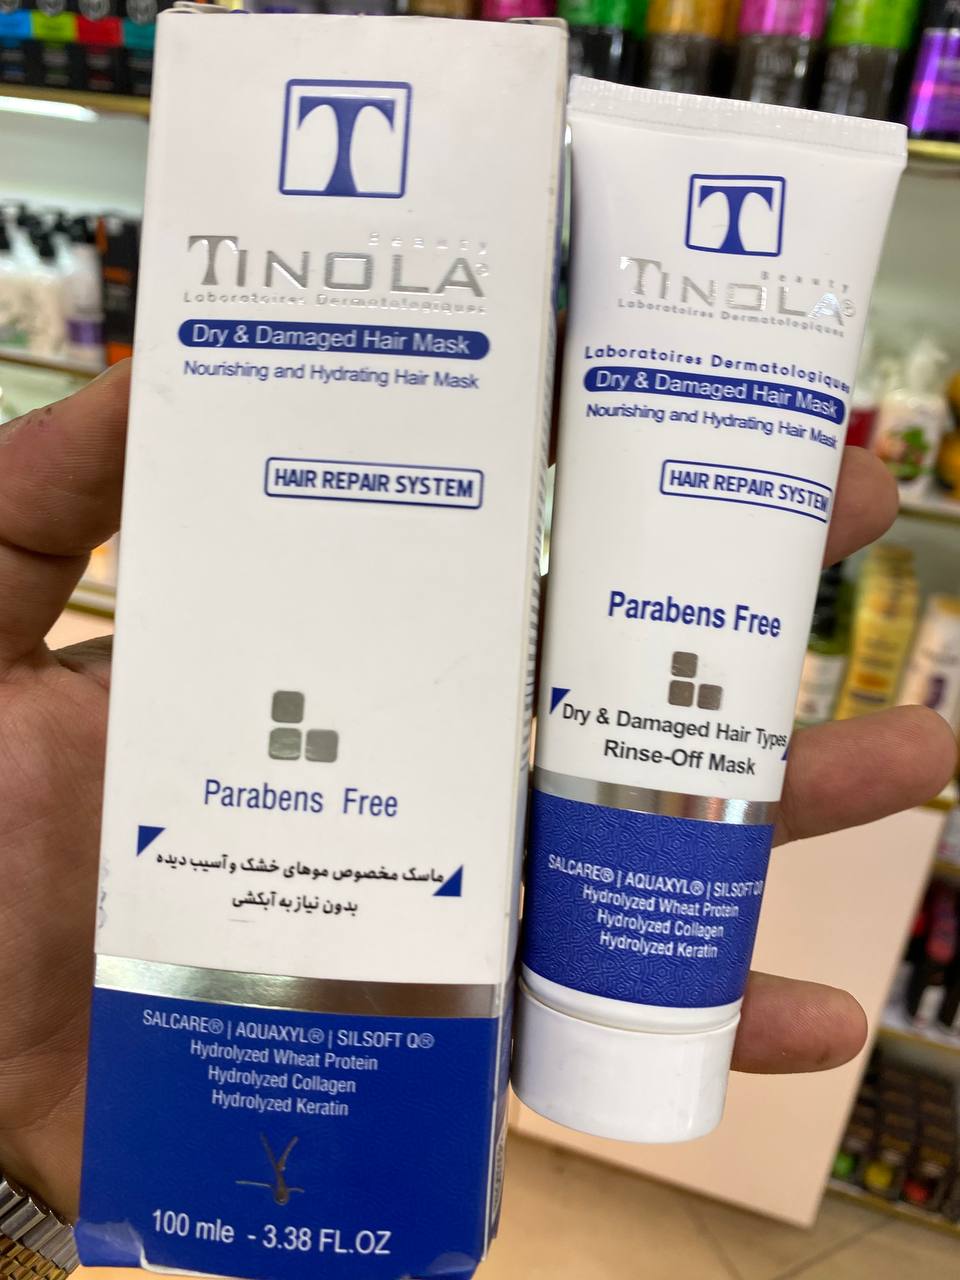 T
Beauty
TINOLA®
Laboratoires Dermatologiques
Dry & Damaged Hair Mask
Nourishing and Hydrating Hair Mask
HAIR REPAIR SYSTEM
Parabens Free
ماسک مخصوص موهای خشک و آسیب دیده
بدون نیاز به آبکشی
SALCARE® | AQUAXYL® | SILSOFT Q®
Hydrolyzed Wheat Protein
Hydrolyzed Collagen
Hydrolyzed Keratin
100 mle - 3.38 FL.OZ
T
Beauty
TINOLA®
Laboratoires Dermatologiques
Laboratoires Dermatologiques
Dry & Damaged Hair Mask
Nourishing and Hydrating Hair Mask
HAIR REPAIR SYSTEM
Parabens Free
Dry & Damaged Hair Types
Rinse-Off Mask
SALCARE® | AQUAXYL® | SILSOFT Q®
Hydrolyzed Wheat Protein
Hydrolyzed Collagen
Hydrolyzed Keratin